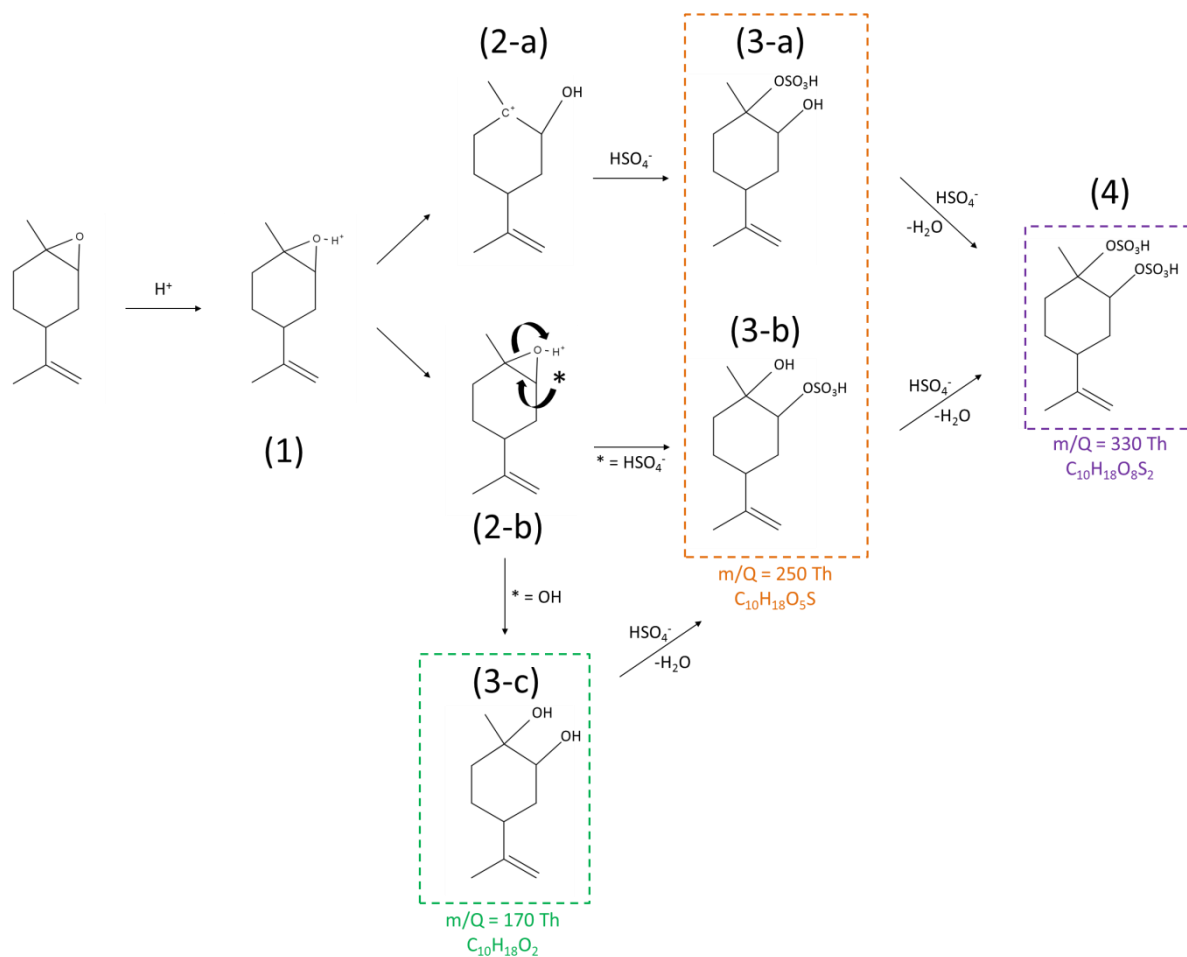 (2-a)
(3-a)
OH
C⁺
OSO₃H
OH
HSO₄⁻
HSO₄⁻
-H₂O
(4)
OSO₃H
OSO₃H
O
H⁺
O-H⁺
(1)
O-H⁺
*
(2-b)
* = HSO₄⁻
(3-b)
OH
OSO₃H
HSO₄⁻
-H₂O
m/Q = 330 Th
C₁₀H₁₈O₈S₂
m/Q = 250 Th
C₁₀H₁₈O₅S
* = OH
HSO₄⁻
-H₂O
(3-c)
OH
OH
m/Q = 170 Th
C₁₀H₁₈O₂